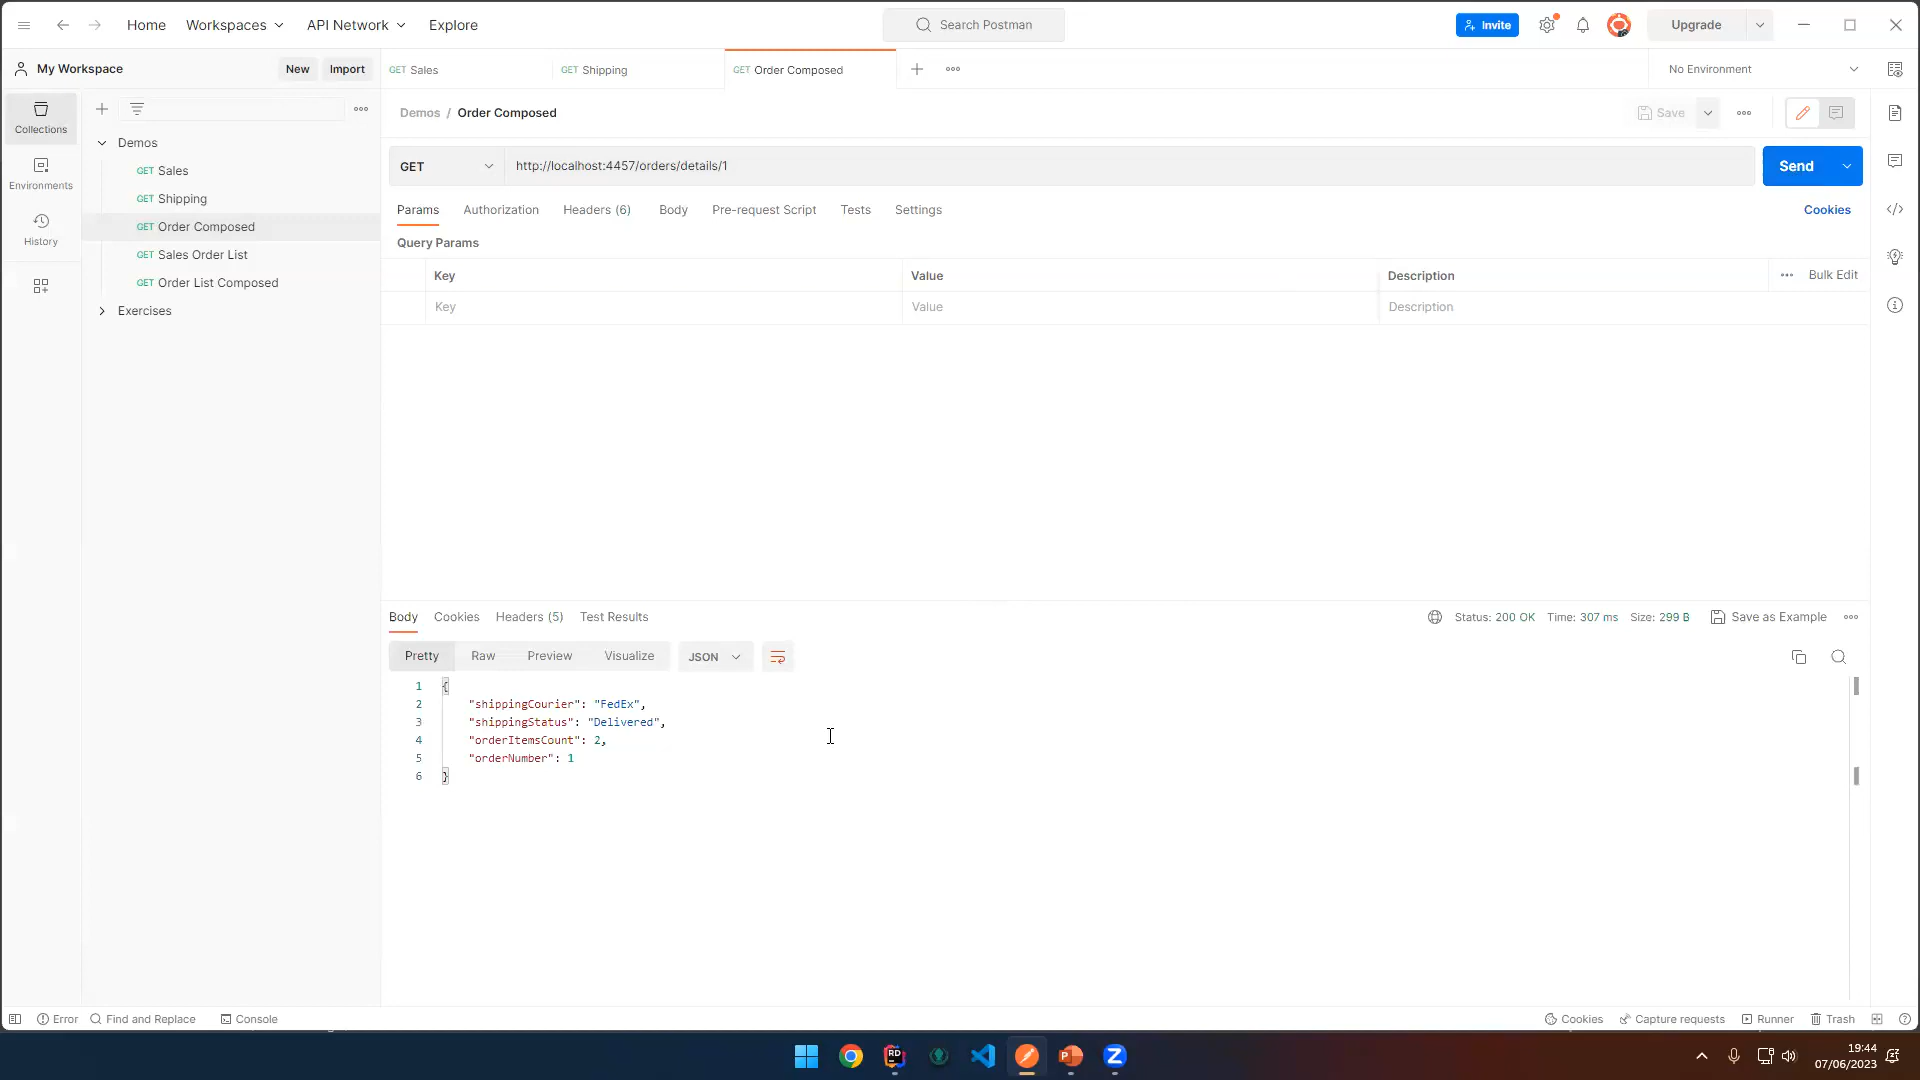 Home Workspaces API Network Explore Search Postman Invite Upgrade
My Workspace New Import GET Sales GET Shipping GET Order Composed No Environment
Collections
Environments
History
Demos
GET Sales
GET Shipping
GET Order Composed
GET Sales Order List
GET Order List Composed
Exercises
Demos / Order Composed Save
GET http://localhost:4457/orders/details/1 Send
Params Authorization Headers (6) Body Pre-request Script Tests Settings Cookies
Query Params
Key Value Description Bulk Edit
Key Value Description
Body Cookies Headers (5) Test Results Status: 200 OK Time: 307 ms Size: 299 B Save as Example
Pretty Raw Preview Visualize JSON
1 {
2 "shippingCourier": "FedEx",
3 "shippingStatus": "Delivered",
4 "orderItemsCount": 2,
5 "orderNumber": 1
6 }
Error Find and Replace Console Cookies Capture requests Runner Trash
RD P Z
19:44
07/06/2023